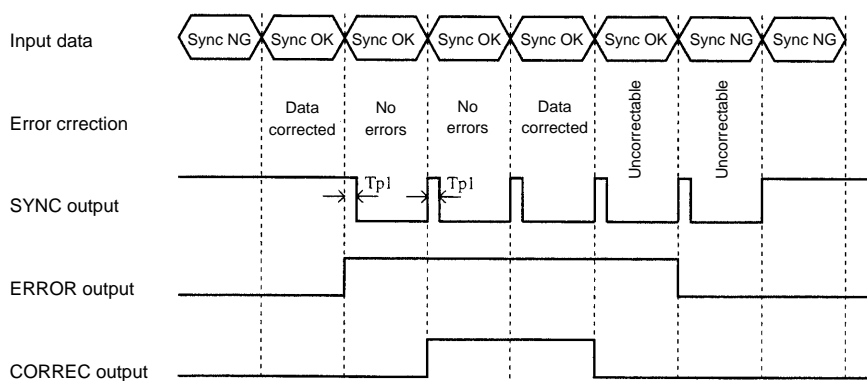 Input data
Sync NG Sync OK Sync OK Sync OK Sync OK Sync OK Sync NG Sync NG
Error crrection
Data corrected
No errors
No errors
Data corrected
Uncorrectable
Uncorrectable
SYNC output
Tp1
Tp1
ERROR output
CORREC output